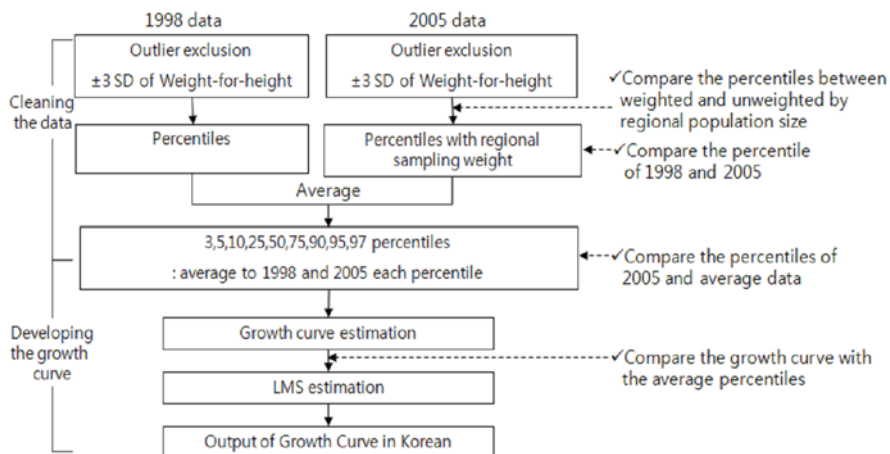 1998 data
2005 data
Outlier exclusion
±3 SD of Weight-for-height
Outlier exclusion
±3 SD of Weight-for-height
✓Compare the percentiles between
weighted and unweighted by
regional population size
Cleaning
the data
Percentiles
Percentiles with regional
sampling weight
✓Compare the percentile
of 1998 and 2005
Average
3,5,10,25,50,75,90,95,97 percentiles
: average to 1998 and 2005 each percentile
✓Compare the percentiles of
2005 and average data
Developing
the growth
curve
Growth curve estimation
✓Compare the growth curve with
the average percentiles
LMS estimation
Output of Growth Curve in Korean